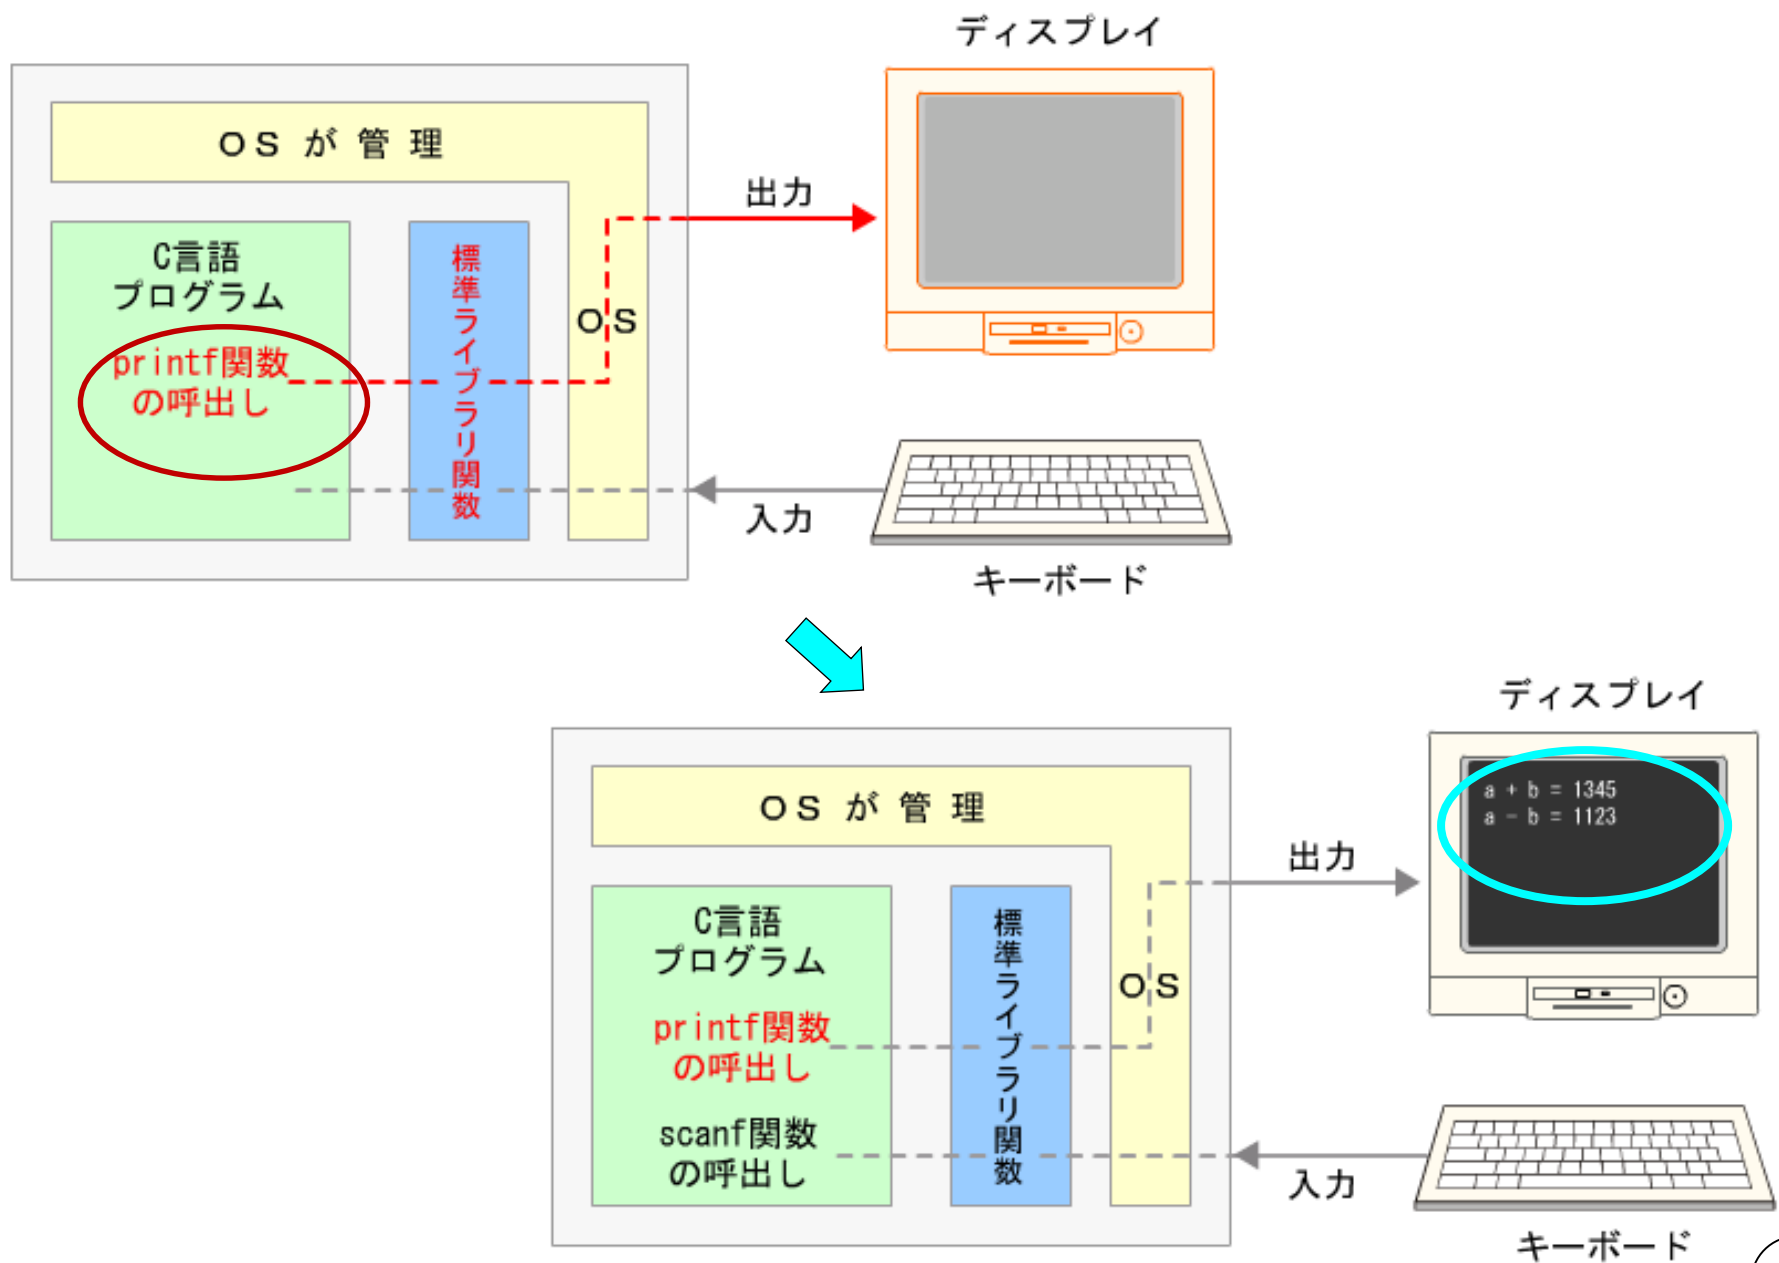 ディスプレイ
OSが管理
出力
C言語
プログラム
標準ライブラリ関数
OS
printf関数
の呼出し
入力
キーボード
ディスプレイ
OSが管理
a + b = 1345
a - b = 1123
出力
C言語
プログラム
標準ライブラリ関数
OS
printf関数
の呼出し
scanf関数
の呼出し
入力
キーボード